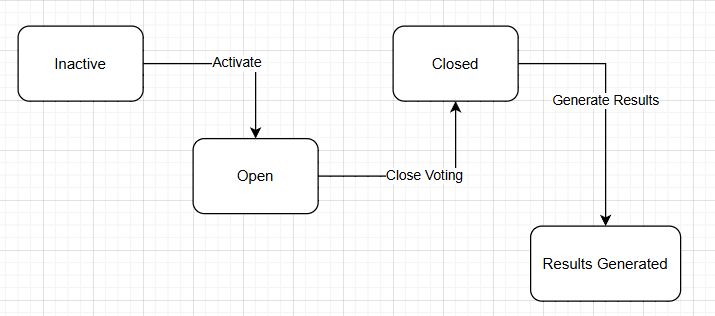 Inactive
Activate
Closed
Generate Results
Open
Close Voting
Results Generated